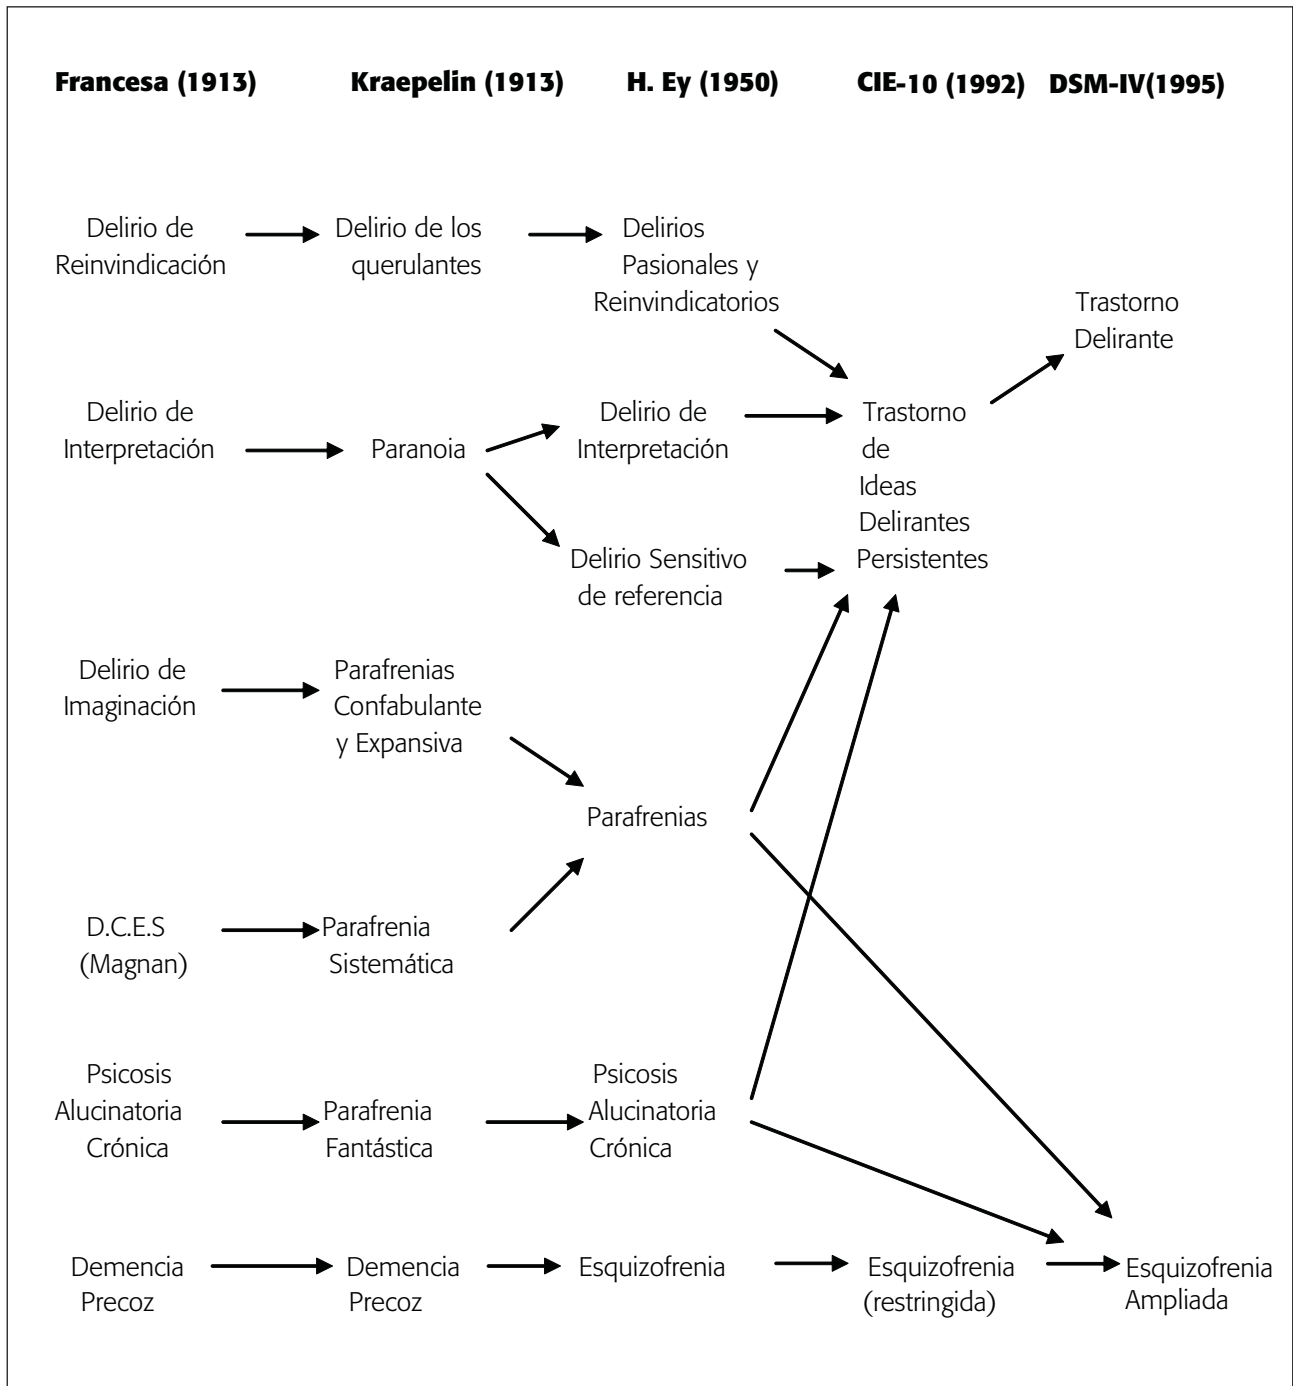 Francesa (1913) Kraepelin (1913) H. Ey (1950) CIE-10 (1992) DSM-IV(1995)
Delirio de
Reinvindicación
Delirio de los
querulantes
Delirios
Pasionales y
Reinvindicatorios
Trastorno
Delirante
Delirio de
Interpretación
Paranoia
Delirio de
Interpretación
Trastorno
de
Ideas
Delirantes
Persistentes
Delirio Sensitivo
de referencia
Delirio de
Imaginación
Parafrenias
Confabulante
y Expansiva
Parafrenias
D.C.E.S
(Magnan)
Parafrenia
Sistemática
Psicosis
Alucinatoria
Crónica
Parafrenia
Fantástica
Psicosis
Alucinatoria
Crónica
Demencia
Precoz
Demencia
Precoz
Esquizofrenia
Esquizofrenia
(restringida)
Esquizofrenia
Ampliada